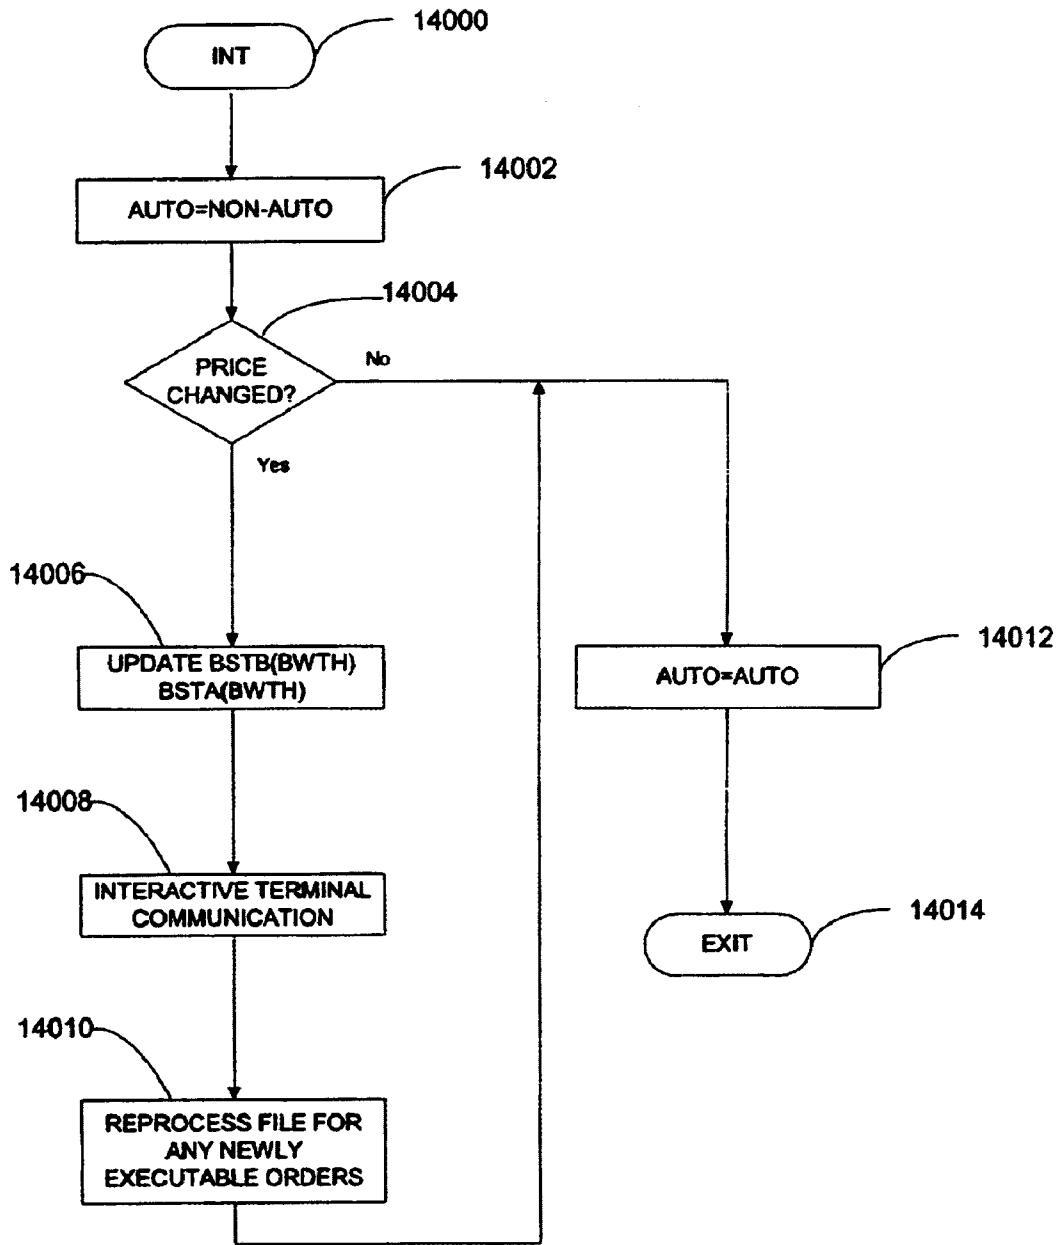 14000
INT
14002
AUTO=NON-AUTO
14004
PRICE
CHANGED?
No
Yes
14006
UPDATE BSTB(BWTH)
BSTA(BWTH)
14012
AUTO=AUTO
14008
INTERACTIVE TERMINAL
COMMUNICATION
14014
EXIT
14010
REPROCESS FILE FOR
ANY NEWLY
EXECUTABLE ORDERS